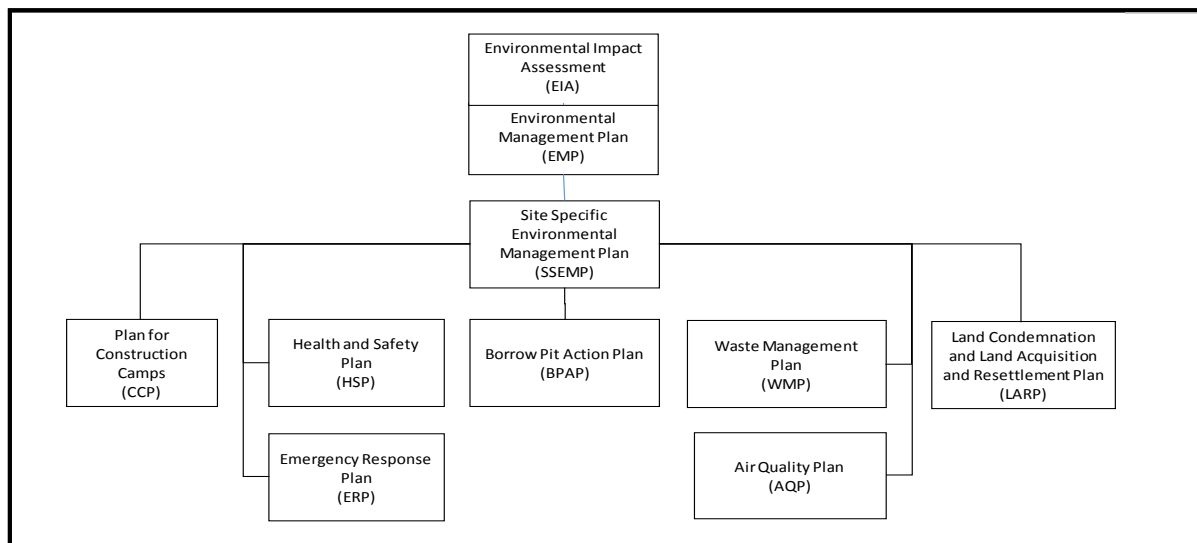 Environmental Impact
Assessment
(EIA)
Environmental
Management Plan
(EMP)
Site Specific
Environmental
Management Plan
(SSEMP)
Plan for
Construction
Camps
(CCP)
Health and Safety
Plan
(HSP)
Borrow Pit Action Plan
(BPAP)
Waste Management
Plan
(WMP)
Land Condemnation
and Land Acquisition
and Resettlement Plan
(LARP)
Emergency Response
Plan
(ERP)
Air Quality Plan
(AQP)